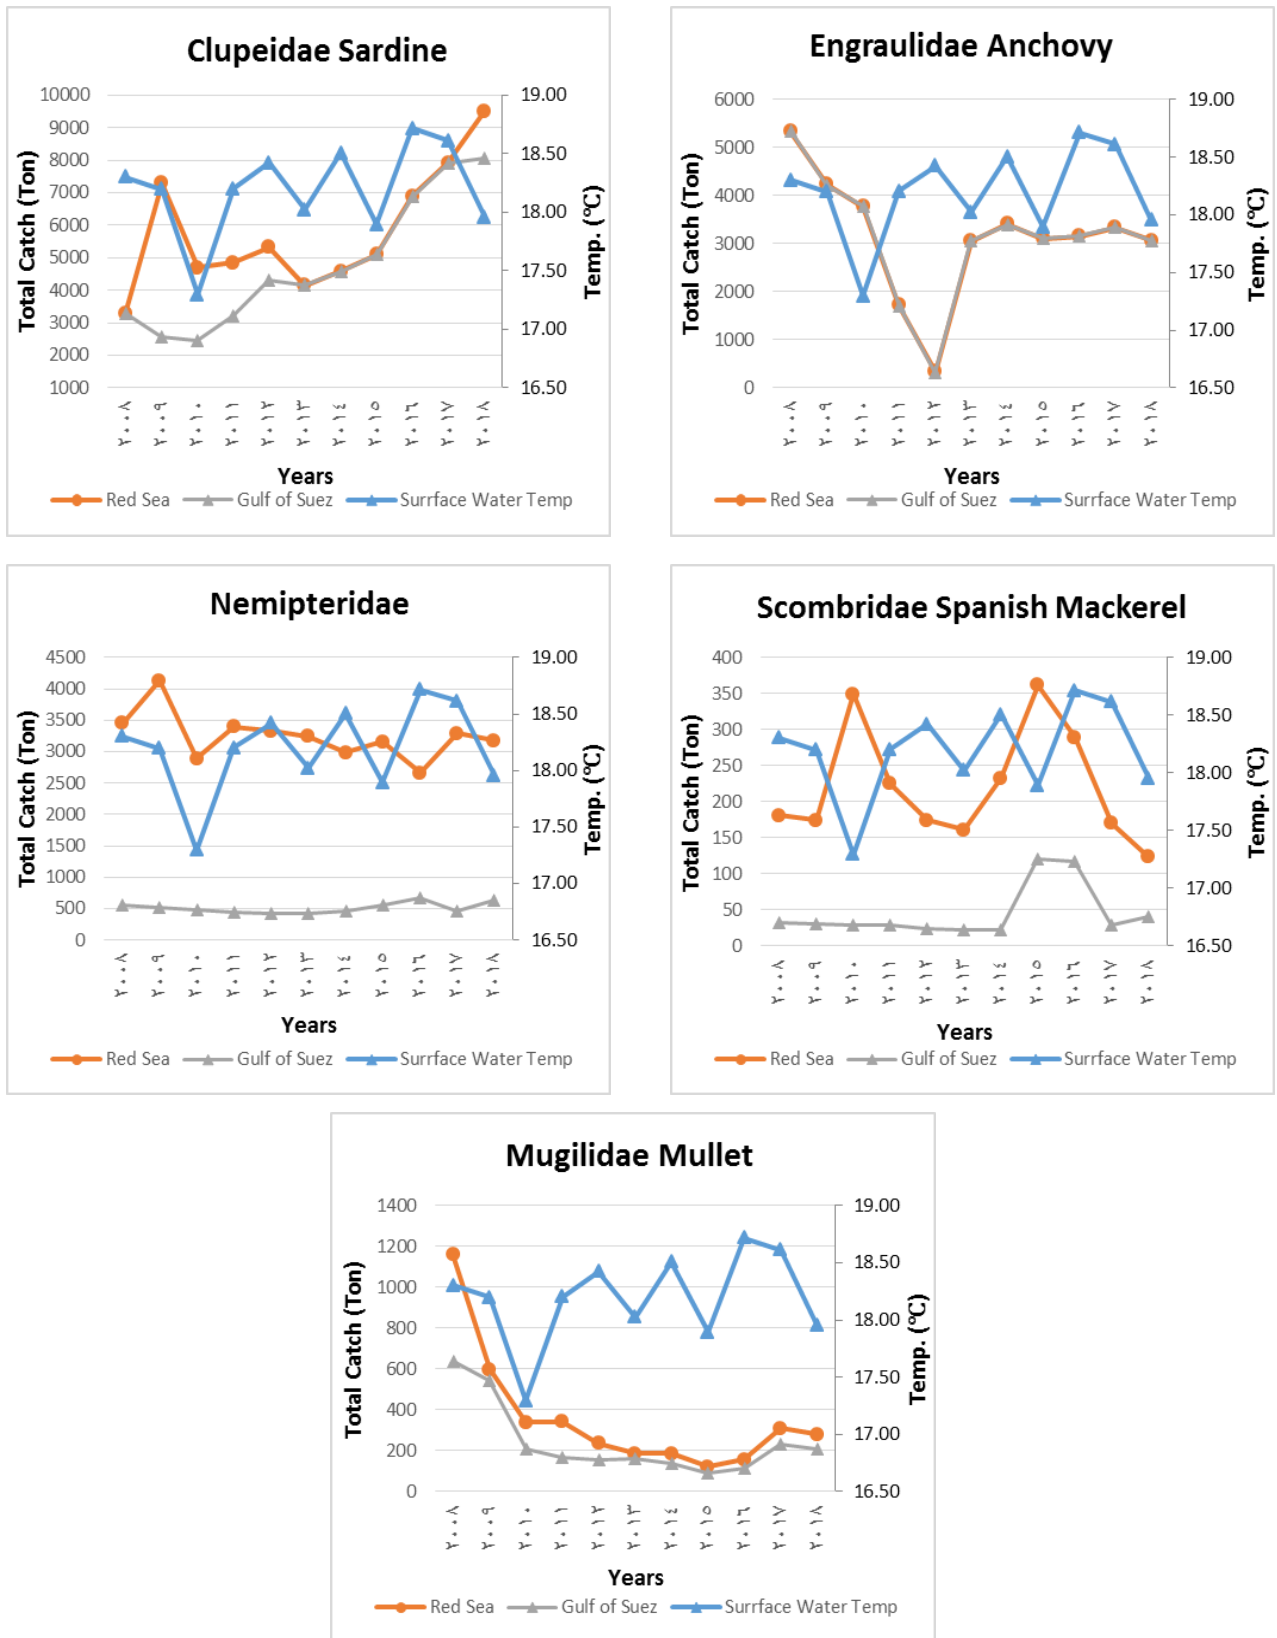 Clupeidae Sardine
Total Catch (Ton)
10000
9000
8000
7000
6000
5000
4000
3000
2000
1000
19.00
18.50
18.00
17.50
17.00
16.50
Temp. (°C)
٢٠٠٨ ٢٠٠٩ ٢٠١٠ ٢٠١١ ٢٠١٢ ٢٠١٣ ٢٠١٤ ٢٠١٥ ٢٠١٦ ٢٠١٧ ٢٠١٨
Years
Red Sea Gulf of Suez Surrface Water Temp
Engraulidae Anchovy
Total Catch (Ton)
6000
5000
4000
3000
2000
1000
0
19.00
18.50
18.00
17.50
17.00
16.50
Temp. (°C)
٢٠٠٨ ٢٠٠٩ ٢٠١٠ ٢٠١١ ٢٠١٢ ٢٠١٣ ٢٠١٤ ٢٠١٥ ٢٠١٦ ٢٠١٧ ٢٠١٨
Years
Red Sea Gulf of Suez Surrface Water Temp
Nemipteridae
Total Catch (Ton)
4500
4000
3500
3000
2500
2000
1500
1000
500
0
19.00
18.50
18.00
17.50
17.00
16.50
Temp. (°C)
٢٠٠٨ ٢٠٠٩ ٢٠١٠ ٢٠١١ ٢٠١٢ ٢٠١٣ ٢٠١٤ ٢٠١٥ ٢٠١٦ ٢٠١٧ ٢٠١٨
Years
Red Sea Gulf of Suez Surrface Water Temp
Scombridae Spanish Mackerel
Total Catch (Ton)
400
350
300
250
200
150
100
50
0
19.00
18.50
18.00
17.50
17.00
16.50
Temp. (°C)
٢٠٠٨ ٢٠٠٩ ٢٠١٠ ٢٠١١ ٢٠١٢ ٢٠١٣ ٢٠١٤ ٢٠١٥ ٢٠١٦ ٢٠١٧ ٢٠١٨
Years
Red Sea Gulf of Suez Surrface Water Temp
Mugilidae Mullet
Total Catch (Ton)
1400
1200
1000
800
600
400
200
0
19.00
18.50
18.00
17.50
17.00
16.50
Temp. (°C)
٢٠٠٨ ٢٠٠٩ ٢٠١٠ ٢٠١١ ٢٠١٢ ٢٠١٣ ٢٠١٤ ٢٠١٥ ٢٠١٦ ٢٠١٧ ٢٠١٨
Years
Red Sea Gulf of Suez Surrface Water Temp